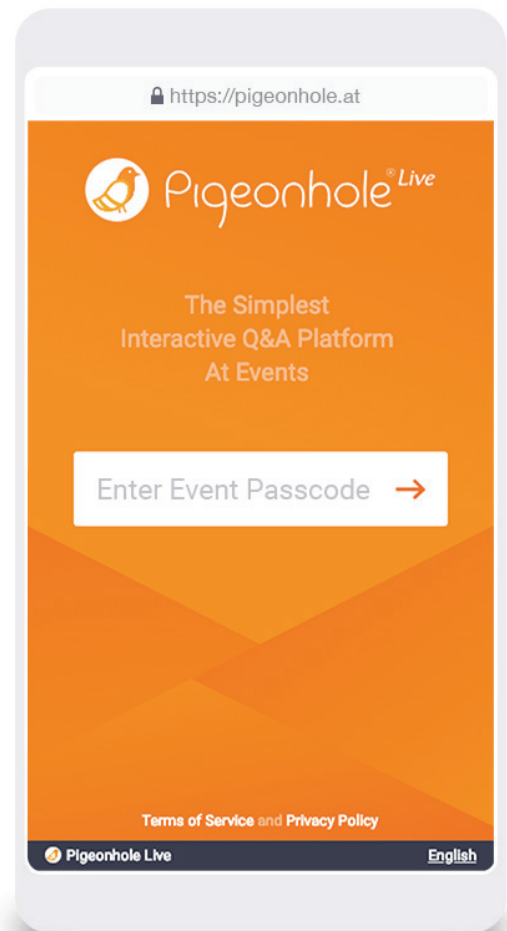 https://pigeonhole.at
Pigeonhole® Live
The Simplest
Interactive Q&A Platform
At Events
Enter Event Passcode →
Terms of Service and Privacy Policy
Pigeonhole Live English